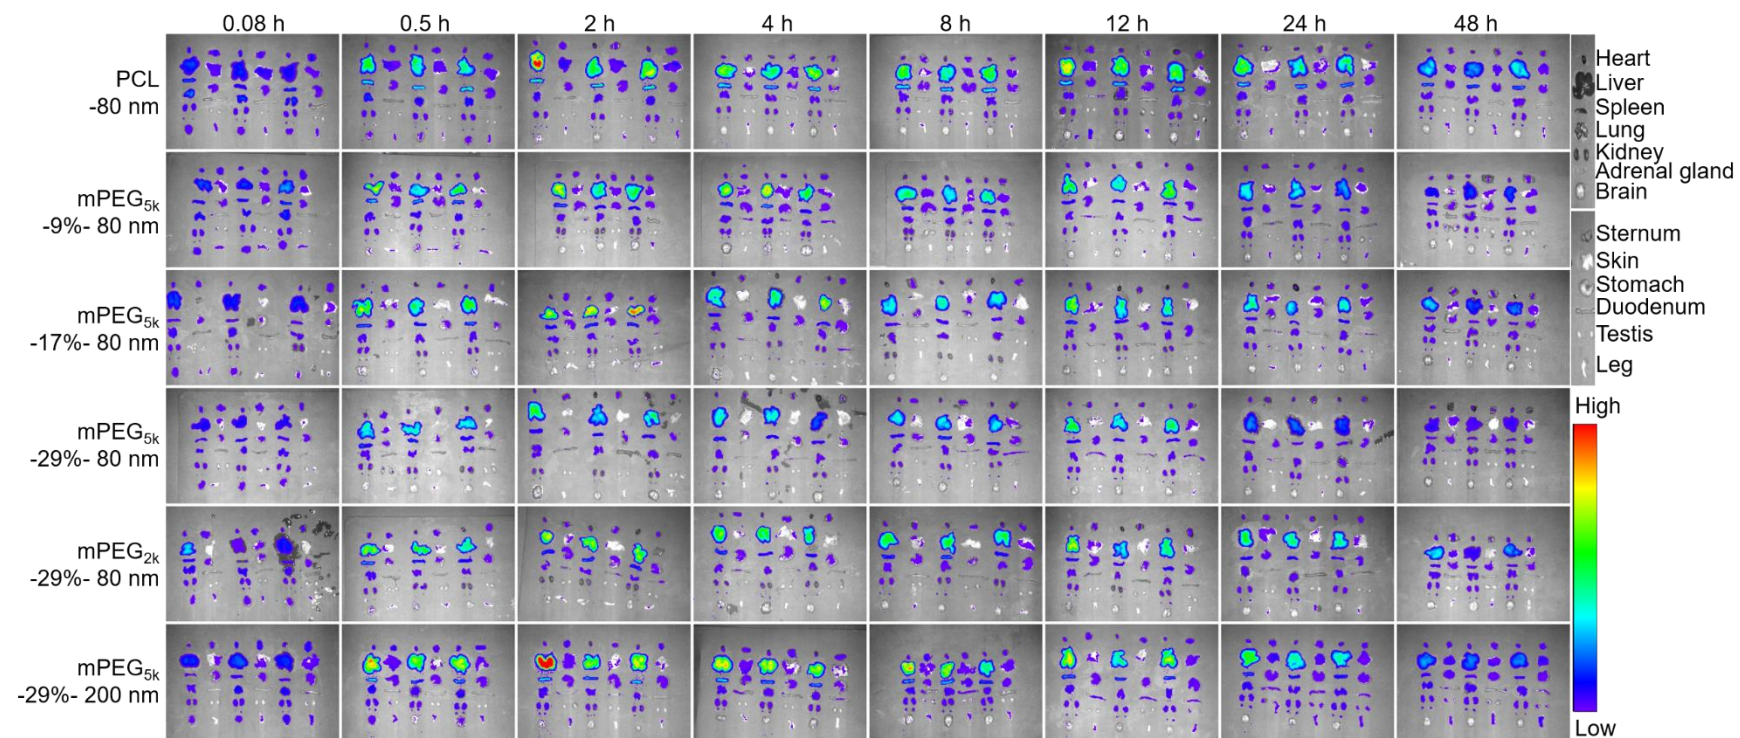 0.08 h 0.5 h 2 h 4 h 8 h 12 h 24 h 48 h
PCL
-80 nm
mPEG5k
-9%- 80 nm
mPEG5k
-17%- 80 nm
mPEG5k
-29%- 80 nm
mPEG2k
-29%- 80 nm
mPEG5k
-29%- 200 nm
Heart
Liver
Spleen
Lung
Kidney
Adrenal gland
Brain
Sternum
Skin
Stomach
Duodenum
Testis
Leg
High
Low